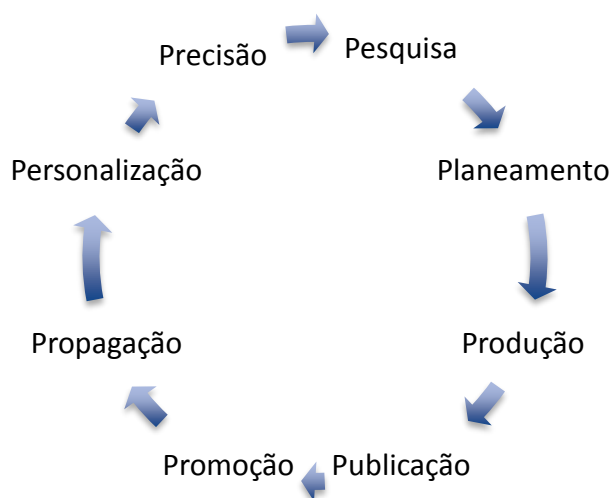 Pesquisa
Planeamento
Produção
Publicação
Promoção
Propagação
Personalização
Precisão